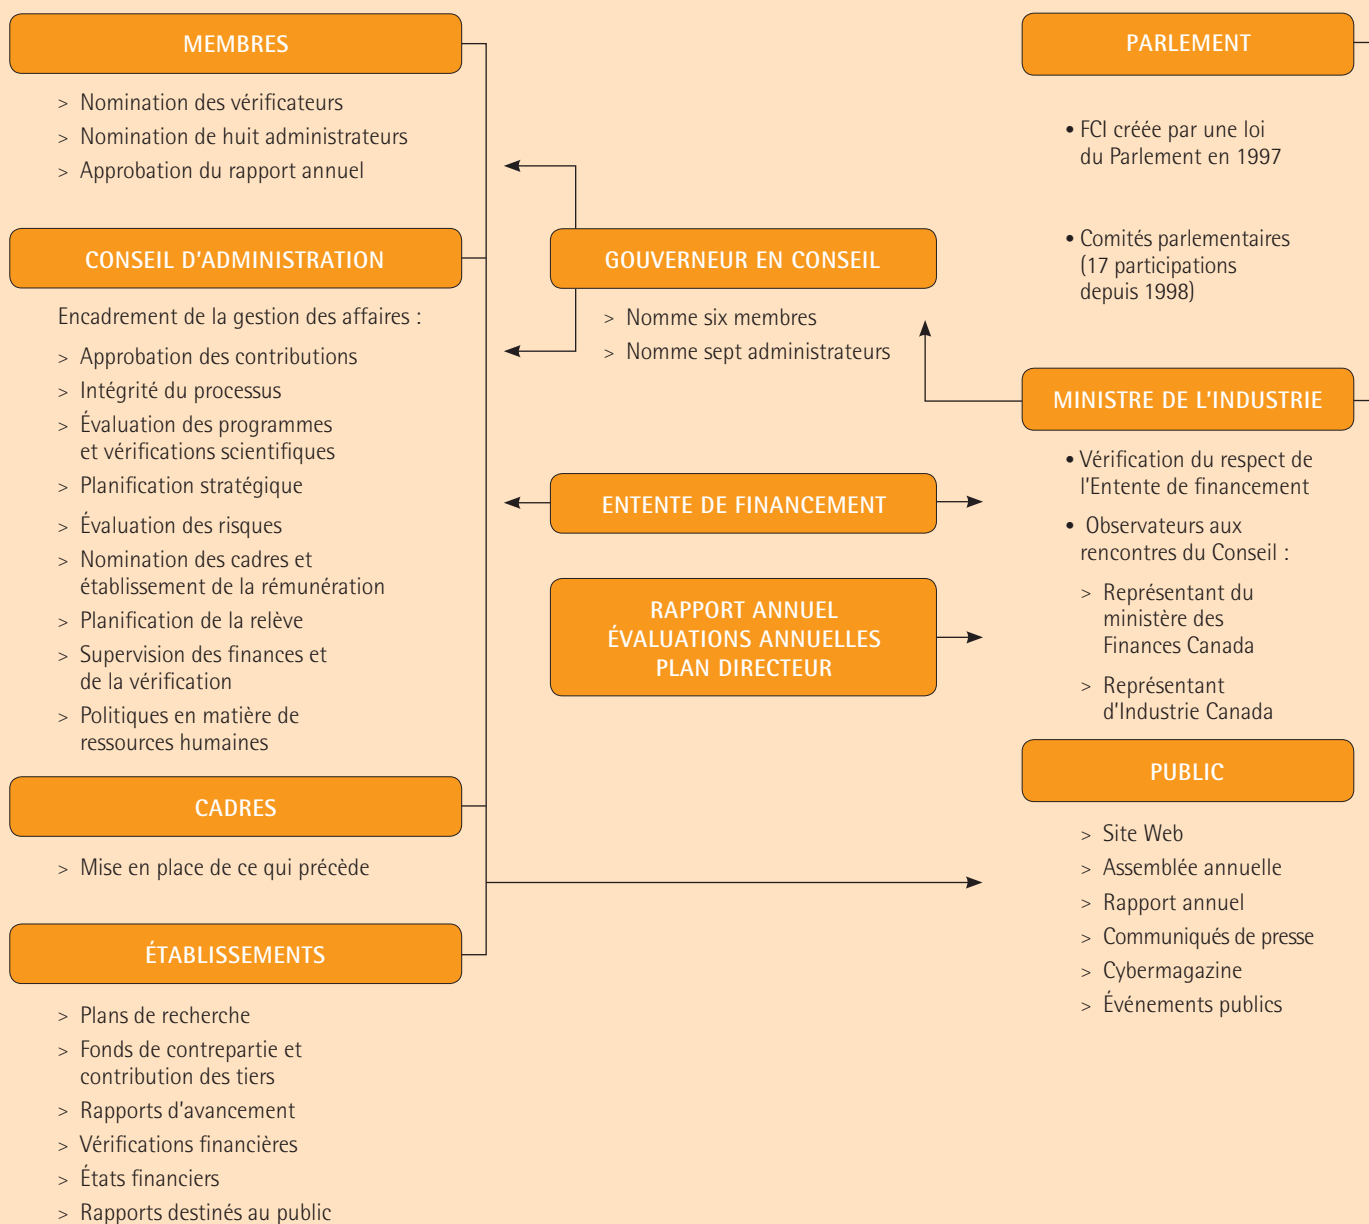 MEMBRES
> Nomination des vérificateurs
> Nomination de huit administrateurs
> Approbation du rapport annuel
CONSEIL D'ADMINISTRATION
Encadrement de la gestion des affaires :
> Approbation des contributions
> Intégrité du processus
> Évaluation des programmes
et vérifications scientifiques
> Planification stratégique
> Évaluation des risques
> Nomination des cadres et
établissement de la rémunération
> Planification de la relève
> Supervision des finances et
de la vérification
> Politiques en matière de
ressources humaines
CADRES
> Mise en place de ce qui précède
ÉTABLISSEMENTS
> Plans de recherche
> Fonds de contrepartie et
contribution des tiers
> Rapports d'avancement
> Vérifications financières
> États financiers
> Rapports destinés au public
GOUVERNEUR EN CONSEIL
> Nomme six membres
> Nomme sept administrateurs
ENTENTE DE FINANCEMENT
RAPPORT ANNUEL
ÉVALUATIONS ANNUELLES
PLAN DIRECTEUR
PARLEMENT
• FCI créée par une loi
du Parlement en 1997
• Comités parlementaires
(17 participations
depuis 1998)
MINISTRE DE L'INDUSTRIE
• Vérification du respect de
l'Entente de financement
• Observateurs aux
rencontres du Conseil :
> Représentant du
ministère des
Finances Canada
> Représentant
d'Industrie Canada
PUBLIC
> Site Web
> Assemblée annuelle
> Rapport annuel
> Communiqués de presse
> Cybermagazine
> Événements publics